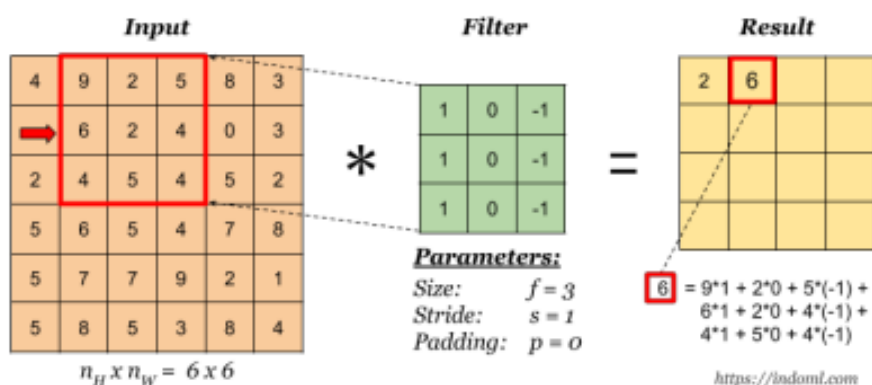 Input
Filter
Result
4 9 2 5 8 3
6 2 4 0 3
2 4 5 4 5 2
5 6 5 4 7 8
5 7 7 9 2 1
5 8 5 3 8 4
n_H x n_W = 6 x 6
*
1 0 -1
1 0 -1
1 0 -1
Parameters:
Size: f = 3
Stride: s = 1
Padding: p = 0
=
2 6
6 = 9*1 + 2*0 + 5*(-1) +
6*1 + 2*0 + 4*(-1) +
4*1 + 5*0 + 4*(-1)
https://indoml.com